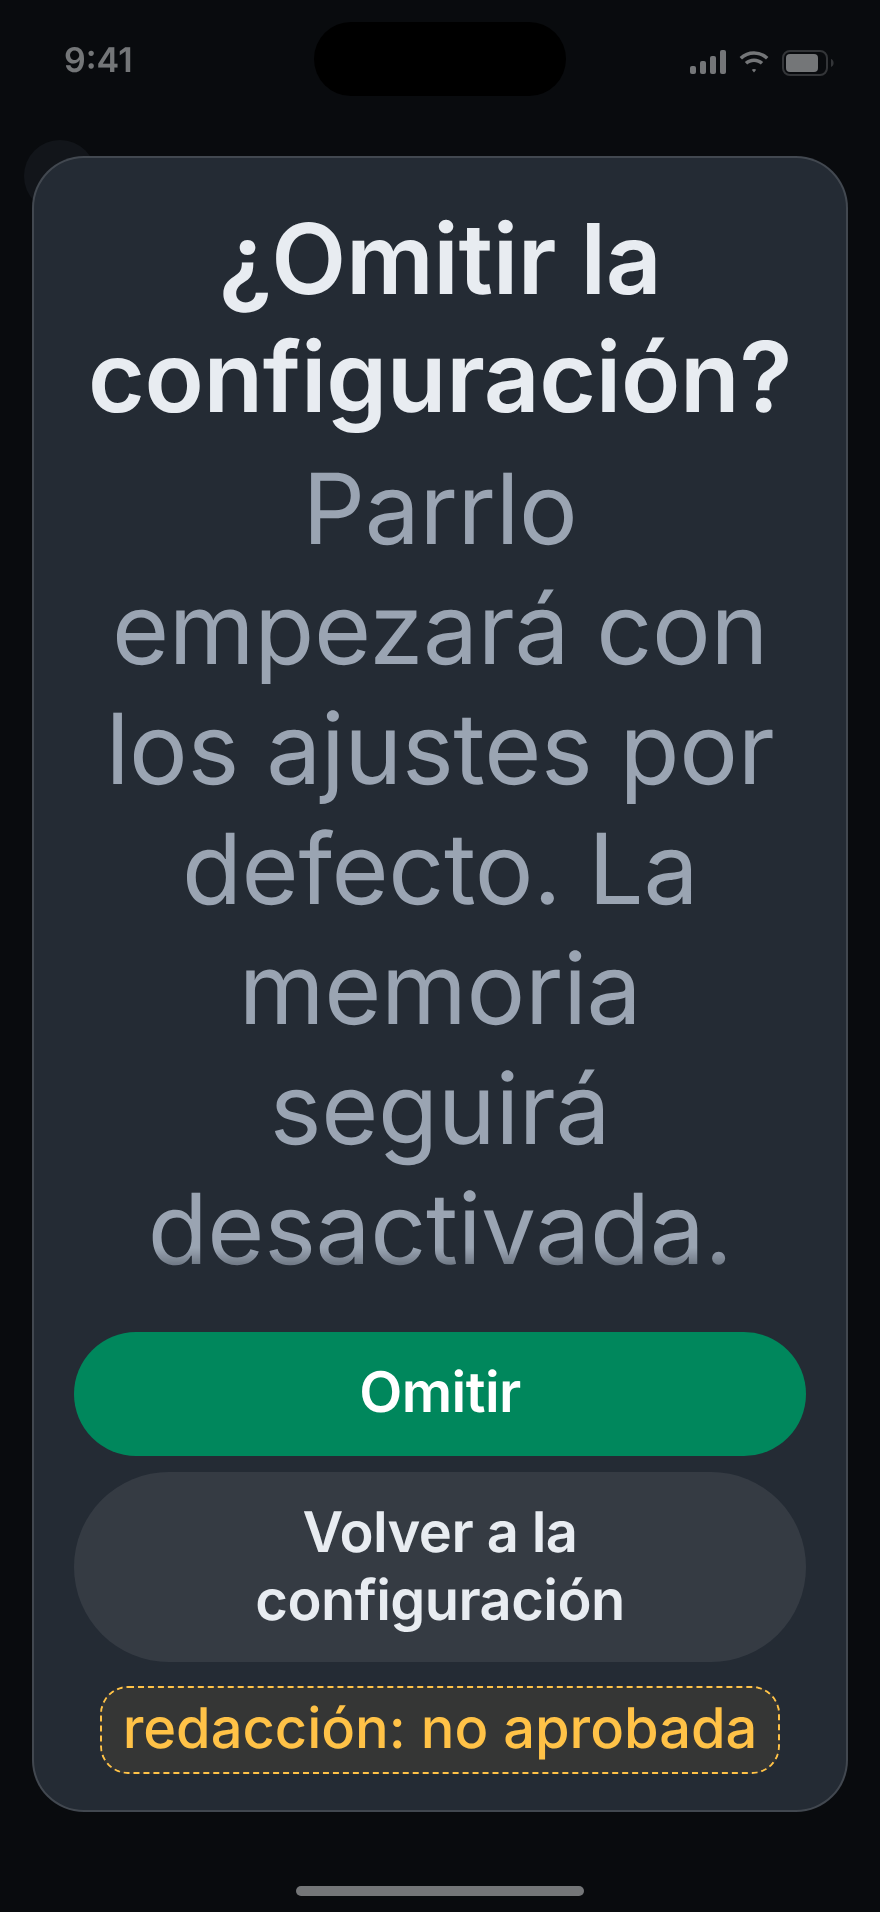 9:41
¿Omitir la
configuración?
Parrlo
empezará con
los ajustes por
defecto. La
memoria
seguirá
desactivada.
Omitir
Volver a la
configuración
redacción: no aprobada